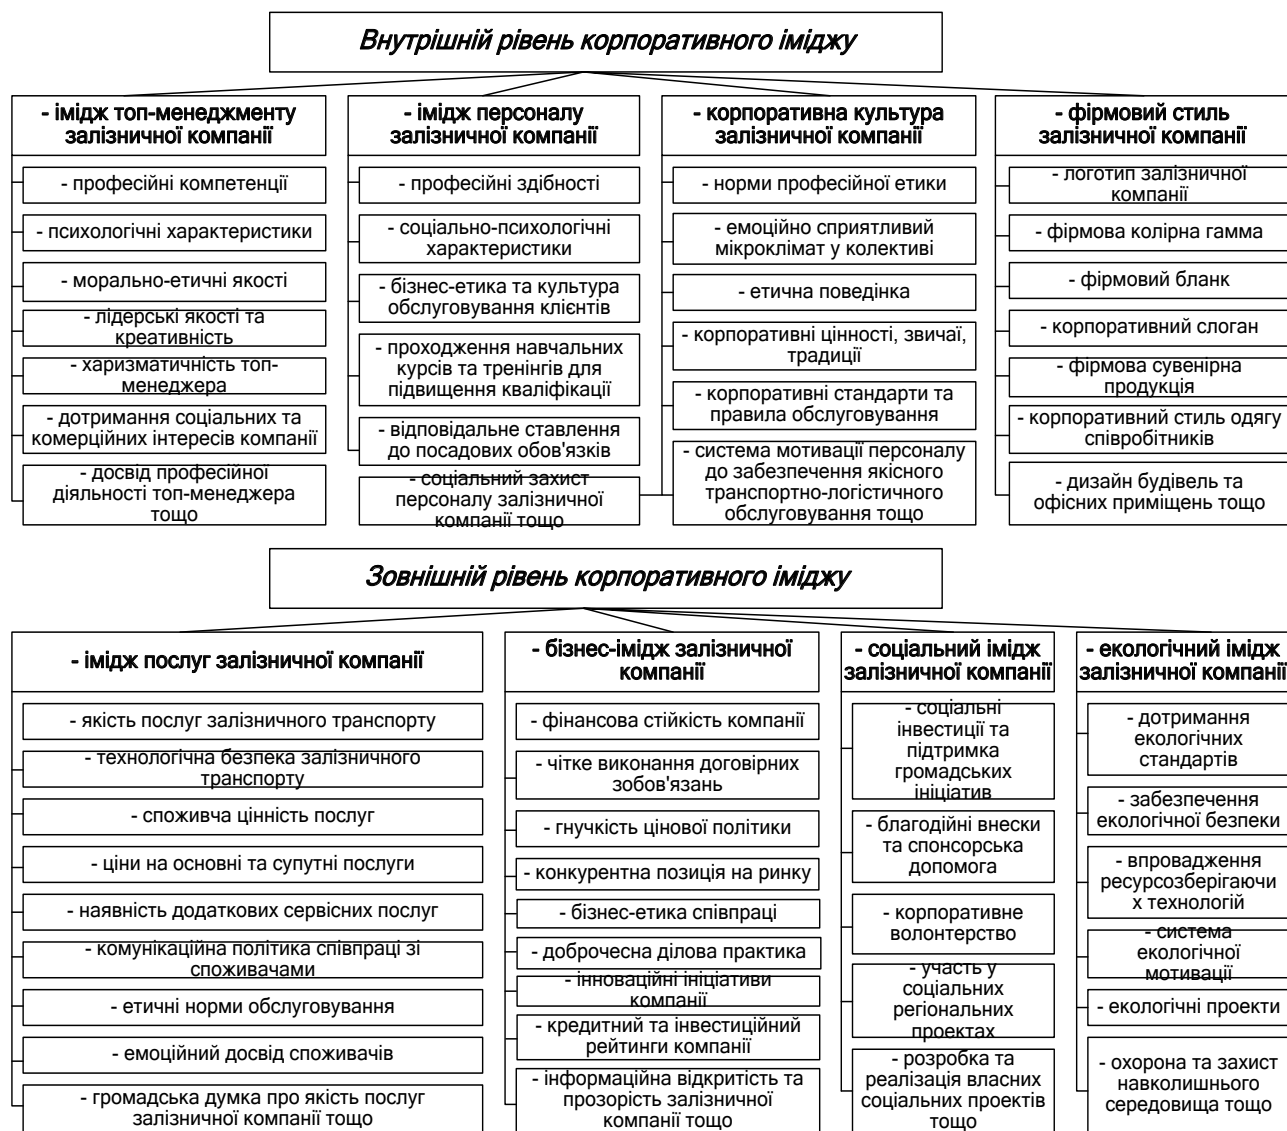 Внутрішній рівень корпоративного іміджу
- імідж топ-менеджменту
залізничної компанії
- професійні компетенції
- психологічні характеристики
- морально-етичні якості
- лідерські якості та
креативність
- харизматичність топ-
менеджера
- дотримання соціальних та
комерційних інтересів компанії
- досвід професійної
діяльності топ-менеджера
тощо
- імідж персоналу
залізничної компанії
- професійні здібності
- соціально-психологічні
характеристики
- бізнес-етика та культура
обслуговування клієнтів
- проходження навчальних
курсів та тренінгів для
підвищення кваліфікації
- відповідальне ставлення
до посадових обов'язків
- соціальний захист
персоналу залізничної
компанії тощо
- корпоративна культура
залізничної компанії
- норми професійної етики
- емоційно сприятливий
мікроклімат у колективі
- етична поведінка
- корпоративні цінності, звичаї,
традиції
- корпоративні стандарти та
правила обслуговування
- система мотивації персоналу
до забезпечення якісного
транспортно-логістичного
обслуговування тощо
- фірмовий стиль
залізничної компанії
- логотип залізничної
компанії
- фірмова колірна гамма
- фірмовий бланк
- корпоративний слоган
- фірмова сувенірна
продукція
- корпоративний стиль одягу
співробітників
- дизайн будівель та
офісних приміщень тощо
Зовнішній рівень корпоративного іміджу
- імідж послуг залізничної компанії
- якість послуг залізничного транспорту
- технологічна безпека залізничного
транспорту
- споживча цінність послуг
- ціни на основні та супутні послуги
- наявність додаткових сервісних послуг
- комунікаційна політика співпраці зі
споживачами
- етичні норми обслуговування
- емоційний досвід споживачів
- громадська думка про якість послуг
залізничної компанії тощо
- бізнес-імідж залізничної
компанії
- фінансова стійкість компанії
- чітке виконання договірних
зобов'язань
- гнучкість цінової політики
- конкурентна позиція на ринку
- бізнес-етика співпраці
- доброчесна ділова практика
- інноваційні ініціативи
компанії
- кредитний та інвестиційний
рейтинги компанії
- інформаційна відкритість та
прозорість залізничної
компанії тощо
- соціальний імідж
залізничної компанії
- соціальні
інвестиції та
підтримка
громадських
ініціатив
- благодійні внески
та спонсорська
допомога
- корпоративне
волонтерство
- участь у
соціальних
регіональних
проектах
- розробка та
реалізація власних
соціальних проектів
тощо
- екологічний імідж
залізничної компанії
- дотримання
екологічних
стандартів
- забезпечення
екологічної безпеки
- впровадження
ресурсозберігаючи
х технологій
- система
екологічної
мотивації
- екологічні проекти
- охорона та захист
навколишнього
середовища тощо